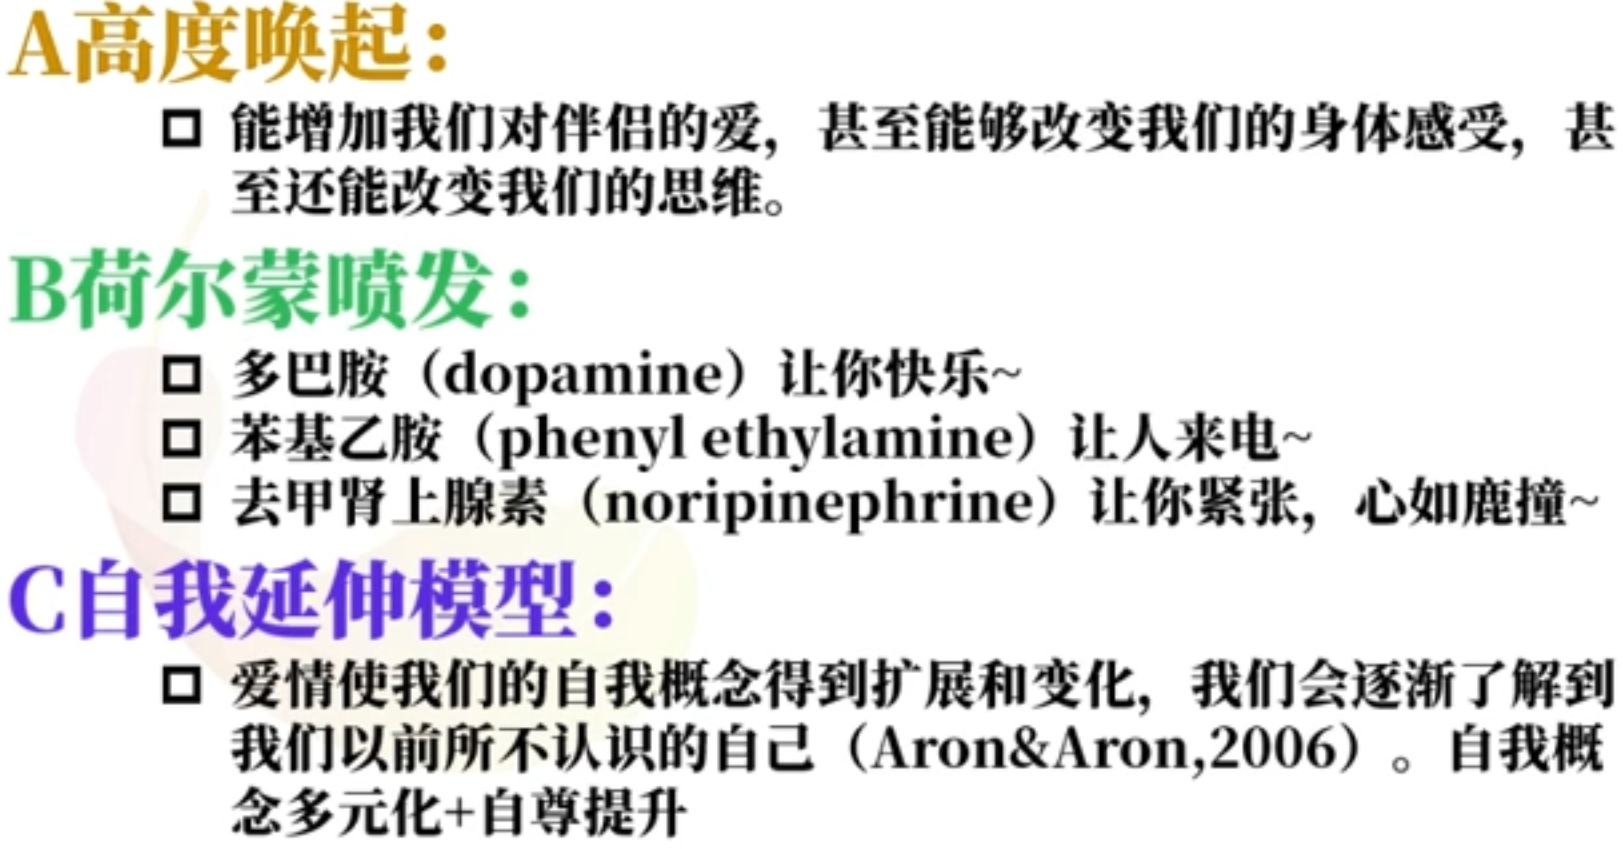 A高度唤起：
能增加我们对伴侣的爱，甚至能够改变我们的身体感受，甚
至还能改变我们的思维。
B荷尔蒙喷发：
多巴胺（dopamine）让你快乐~
苯基乙胺（phenyl ethylamine）让人来电~
去甲肾上腺素（noripinephrine）让你紧张，心如鹿撞~
C自我延伸模型：
爱情使我们的自我概念得到扩展和变化，我们会逐渐了解到
我们以前所不认识的自己（Aron&Aron,2006）。自我概
念多元化+自尊提升